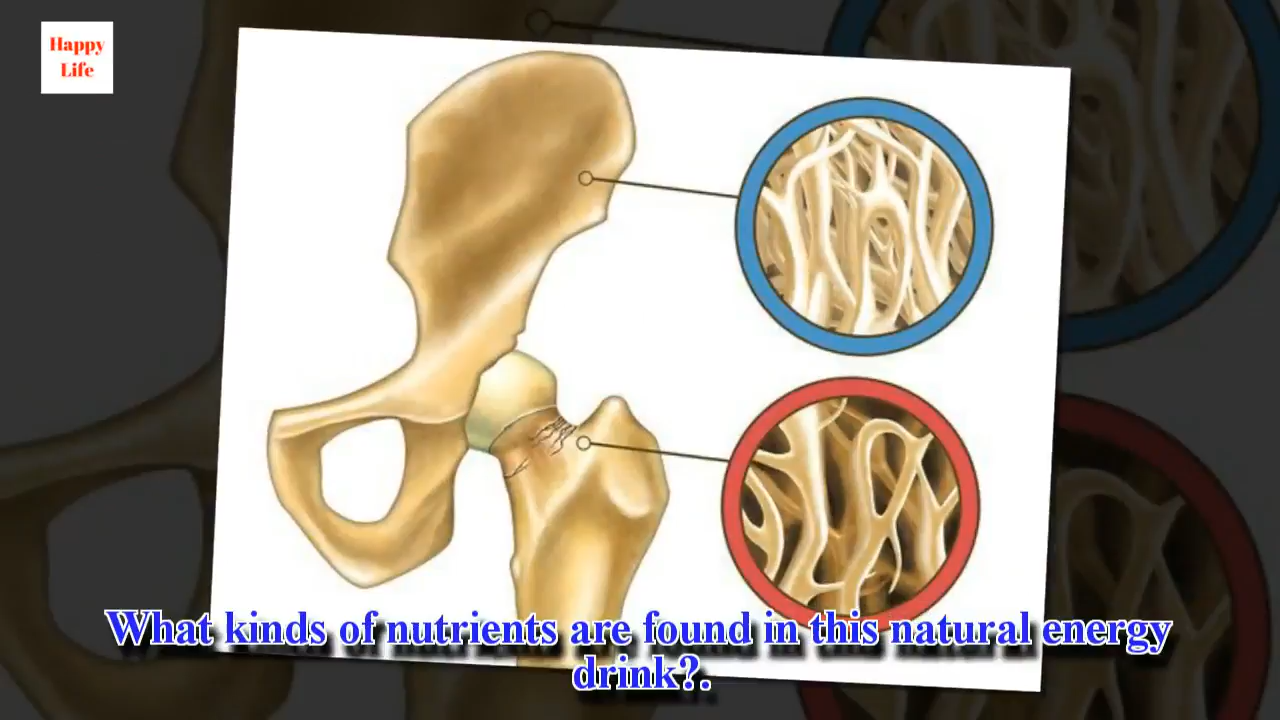 Happy
Life
What kinds of nutrients are found in this natural energy
drink?.